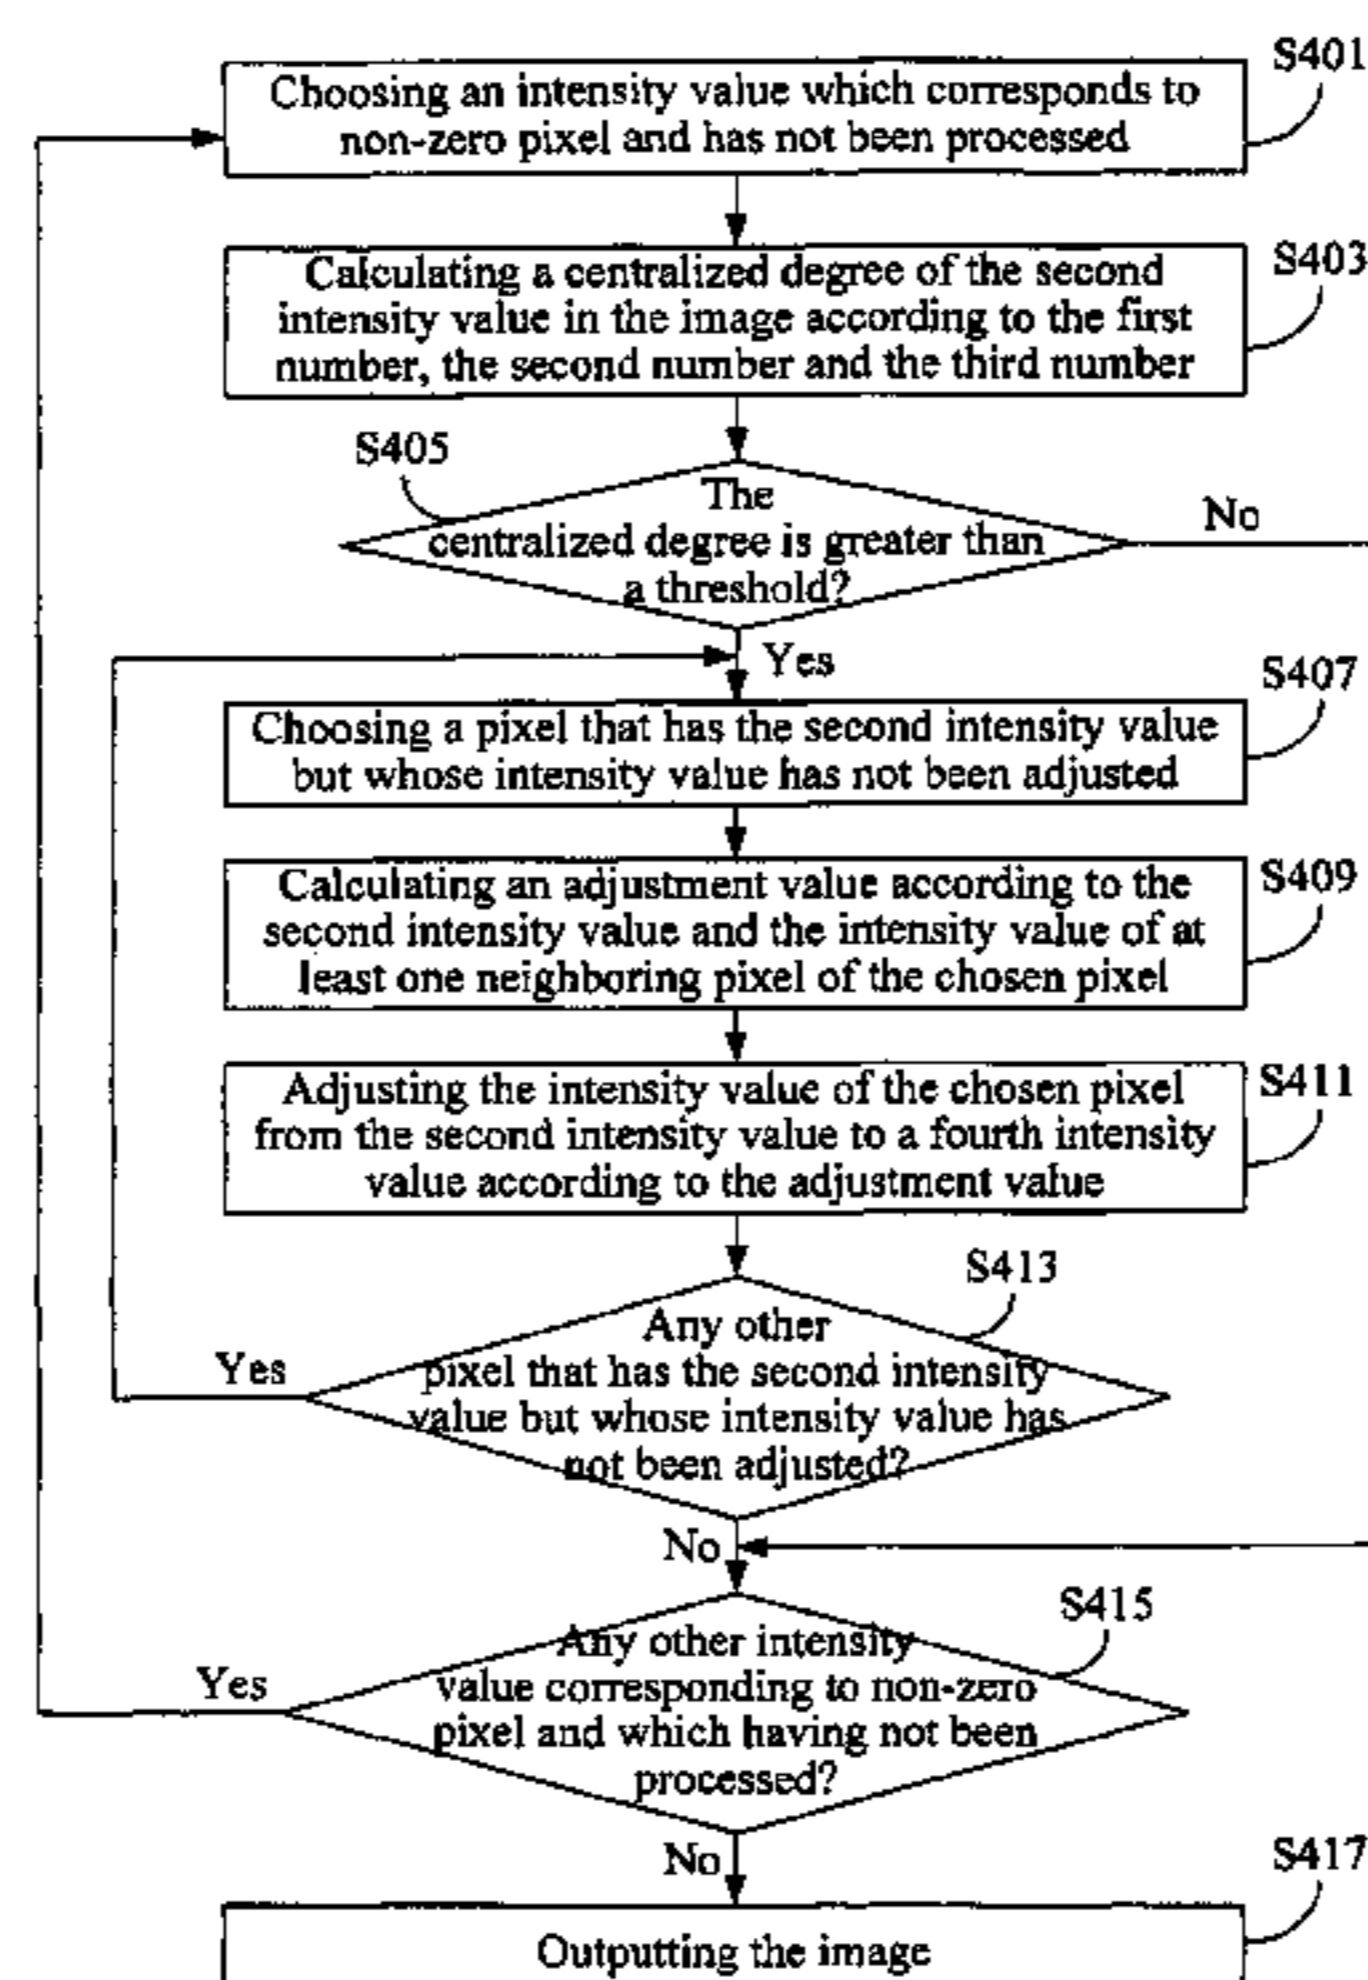 S401
Choosing an intensity value which corresponds to
non-zero pixel and has not been processed
S403
Calculating a centralized degree of the second
intensity value in the image according to the first
number, the second number and the third number
S405
The
centralized degree is greater than
a threshold?
No
Yes
S407
Choosing a pixel that has the second intensity value
but whose intensity value has not been adjusted
S409
Calculating an adjustment value according to the
second intensity value and the intensity value of at
least one neighboring pixel of the chosen pixel
S411
Adjusting the intensity value of the chosen pixel
from the second intensity value to a fourth intensity
value according to the adjustment value
S413
Any other
pixel that has the second intensity
value but whose intensity value has
not been adjusted?
Yes
No
S415
Any other intensity
value corresponding to non-zero
pixel and which having not been
processed?
Yes
No
S417
Outputting the image